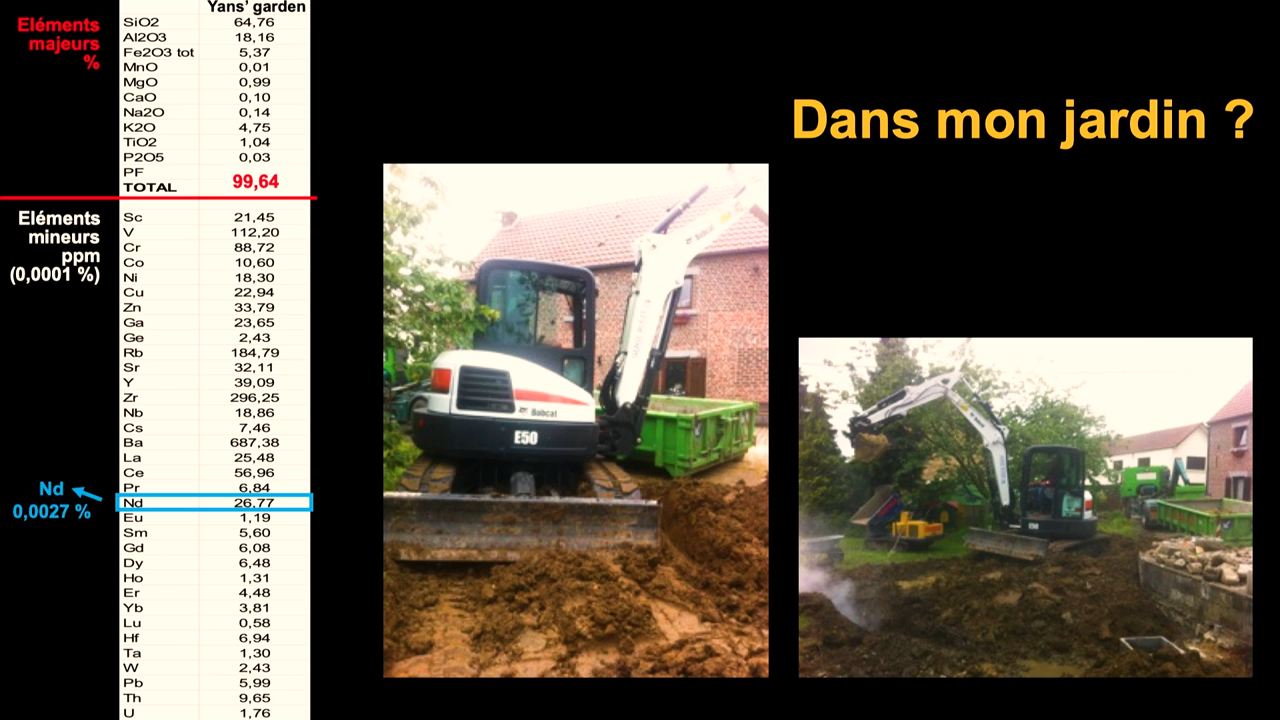 Yans' garden
Eléments
majeurs
%
SiO2 64,76
Al2O3 18,16
Fe2O3 tot 5,37
MnO 0,01
MgO 0,99
CaO 0,10
Na2O 0,14
K2O 4,75
TiO2 1,04
P2O5 0,03
PF
TOTAL 99,64
Eléments
mineurs
ppm
(0,0001 %)
Sc 21,45
V 112,20
Cr 88,72
Co 10,60
Ni 18,30
Cu 22,94
Zn 33,79
Ga 23,65
Ge 2,43
Rb 184,79
Sr 32,11
Y 39,09
Zr 296,25
Nb 18,86
Cs 7,46
Ba 687,38
La 25,48
Ce 56,96
Pr 6,84
Nd 26,77
Eu 1,19
Sm 5,60
Gd 6,08
Dy 6,48
Ho 1,31
Er 4,48
Yb 3,81
Lu 0,58
Hf 6,94
Ta 1,30
W 2,43
Pb 5,99
Th 9,65
U 1,76
Nd
0,0027 %
Dans mon jardin ?
Bobcat
E50